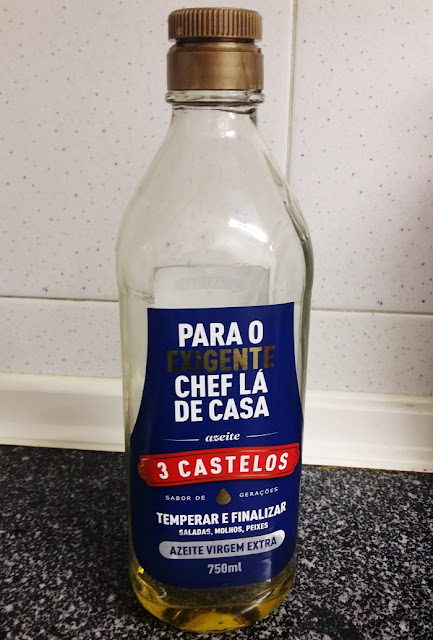 PARA O
EXIGENTE
CHEF LÁ
DE CASA
azeite
3 CASTELOS
SABOR DE GERAÇÕES
TEMPERAR E FINALIZAR
SALADAS, MOLHOS, PEIXES
AZEITE VIRGEM EXTRA
750ml